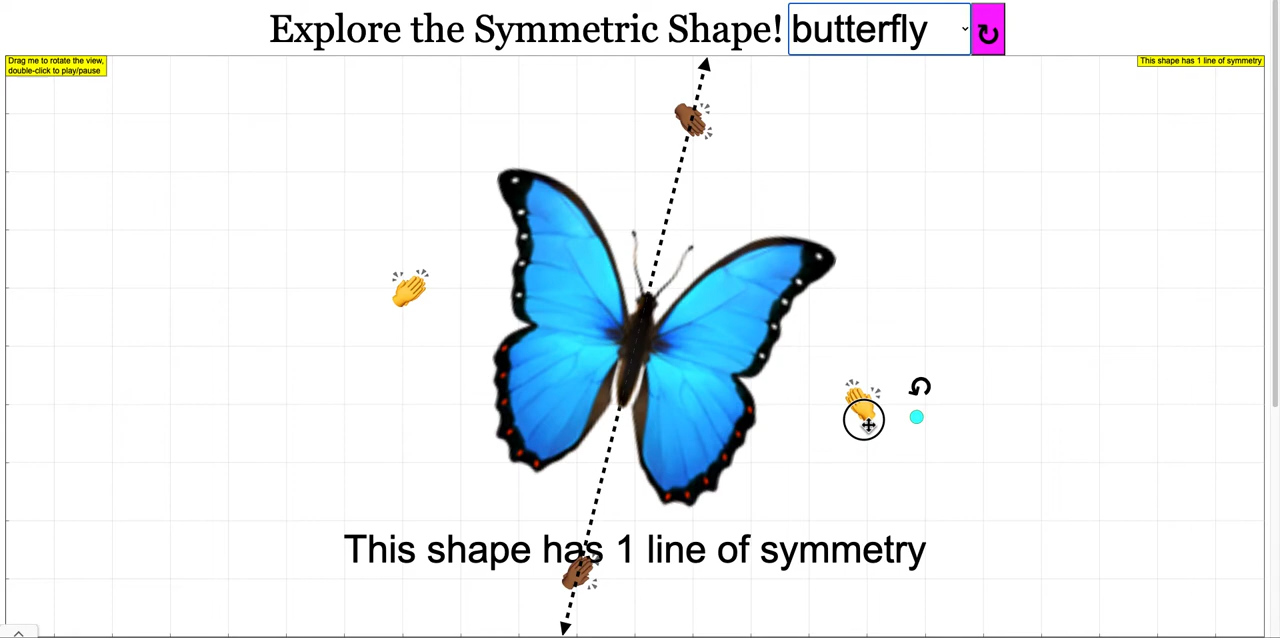 Explore the Symmetric Shape! butterfly
Drag me to rotate the view,
double-click to play/pause
This shape has 1 line of symmetry
This shape has 1 line of symmetry